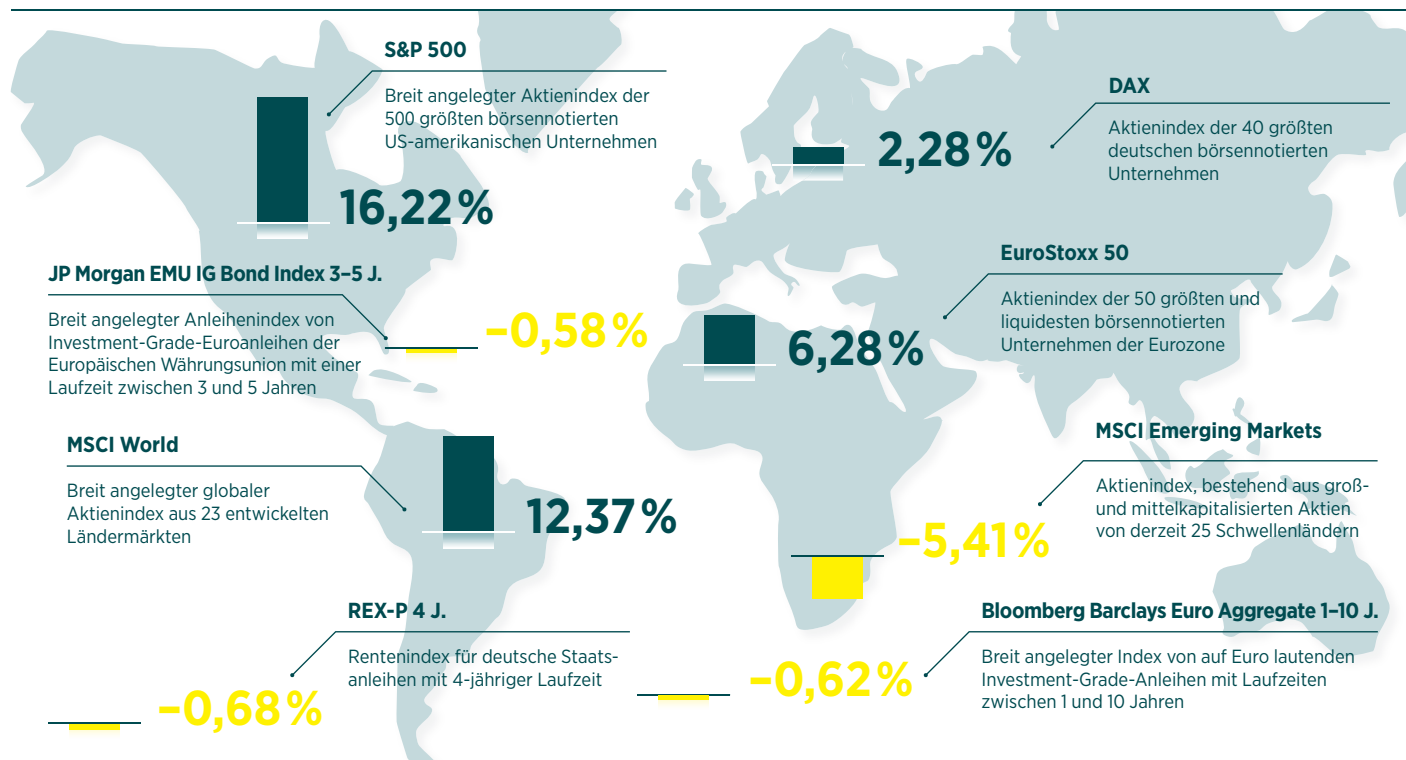 S&P 500
Breit angelegter Aktienindex der
500 größten börsennotierten
US-amerikanischen Unternehmen
16,22 %
DAX
Aktienindex der 40 größten
deutschen börsennotierten
Unternehmen
2,28 %
JP Morgan EMU IG Bond Index 3–5 J.
Breit angelegter Anleihenindex von
Investment-Grade-Euroanleihen der
Europäischen Währungsunion mit einer
Laufzeit zwischen 3 und 5 Jahren
–0,58 %
EuroStoxx 50
Aktienindex der 50 größten und
liquidesten börsennotierten
Unternehmen der Eurozone
6,28 %
MSCI World
Breit angelegter globaler
Aktienindex aus 23 entwickelten
Ländermärkten
12,37 %
MSCI Emerging Markets
Aktienindex, bestehend aus groß-
und mittelkapitalisierten Aktien
von derzeit 25 Schwellenländern
–5,41 %
REX-P 4 J.
Rentenindex für deutsche Staats-
anleihen mit 4-jähriger Laufzeit
–0,68 %
Bloomberg Barclays Euro Aggregate 1–10 J.
Breit angelegter Index von auf Euro lautenden
Investment-Grade-Anleihen mit Laufzeiten
zwischen 1 und 10 Jahren
–0,62 %